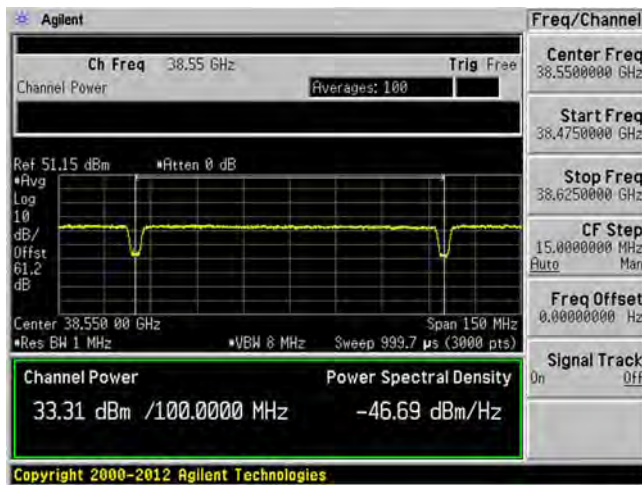 Agilent
Freq/Channel
Ch Freq 38.55 GHz Trig Free
Channel Power Averages: 100
Center Freq
38.5500000 GHz
Start Freq
38.4750000 GHz
Stop Freq
38.6250000 GHz
CF Step
15.0000000 MHz
Auto Man
Freq Offset
0.00000000 Hz
Signal Track
On Off
Ref 51.15 dBm *Atten 0 dB
*Avg
Log
10
dB/
Offst
61.2
dB
Center 38.550 00 GHz Span 150 MHz
*Res BW 1 MHz *VBW 8 MHz Sweep 999.7 µs (3000 pts)
Channel Power Power Spectral Density
33.31 dBm /100.0000 MHz -46.69 dBm/Hz
Copyright 2000-2012 Agilent Technologies